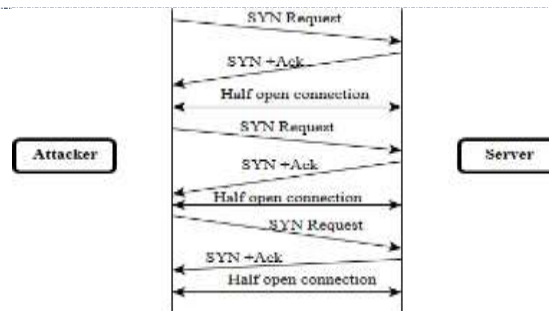 SYN Request
SYN +Ack
Half open connection
SYN Request
Attacker
Server
SYN +Ack
Half open connection
SYN Request
SYN +Ack
Half open connection